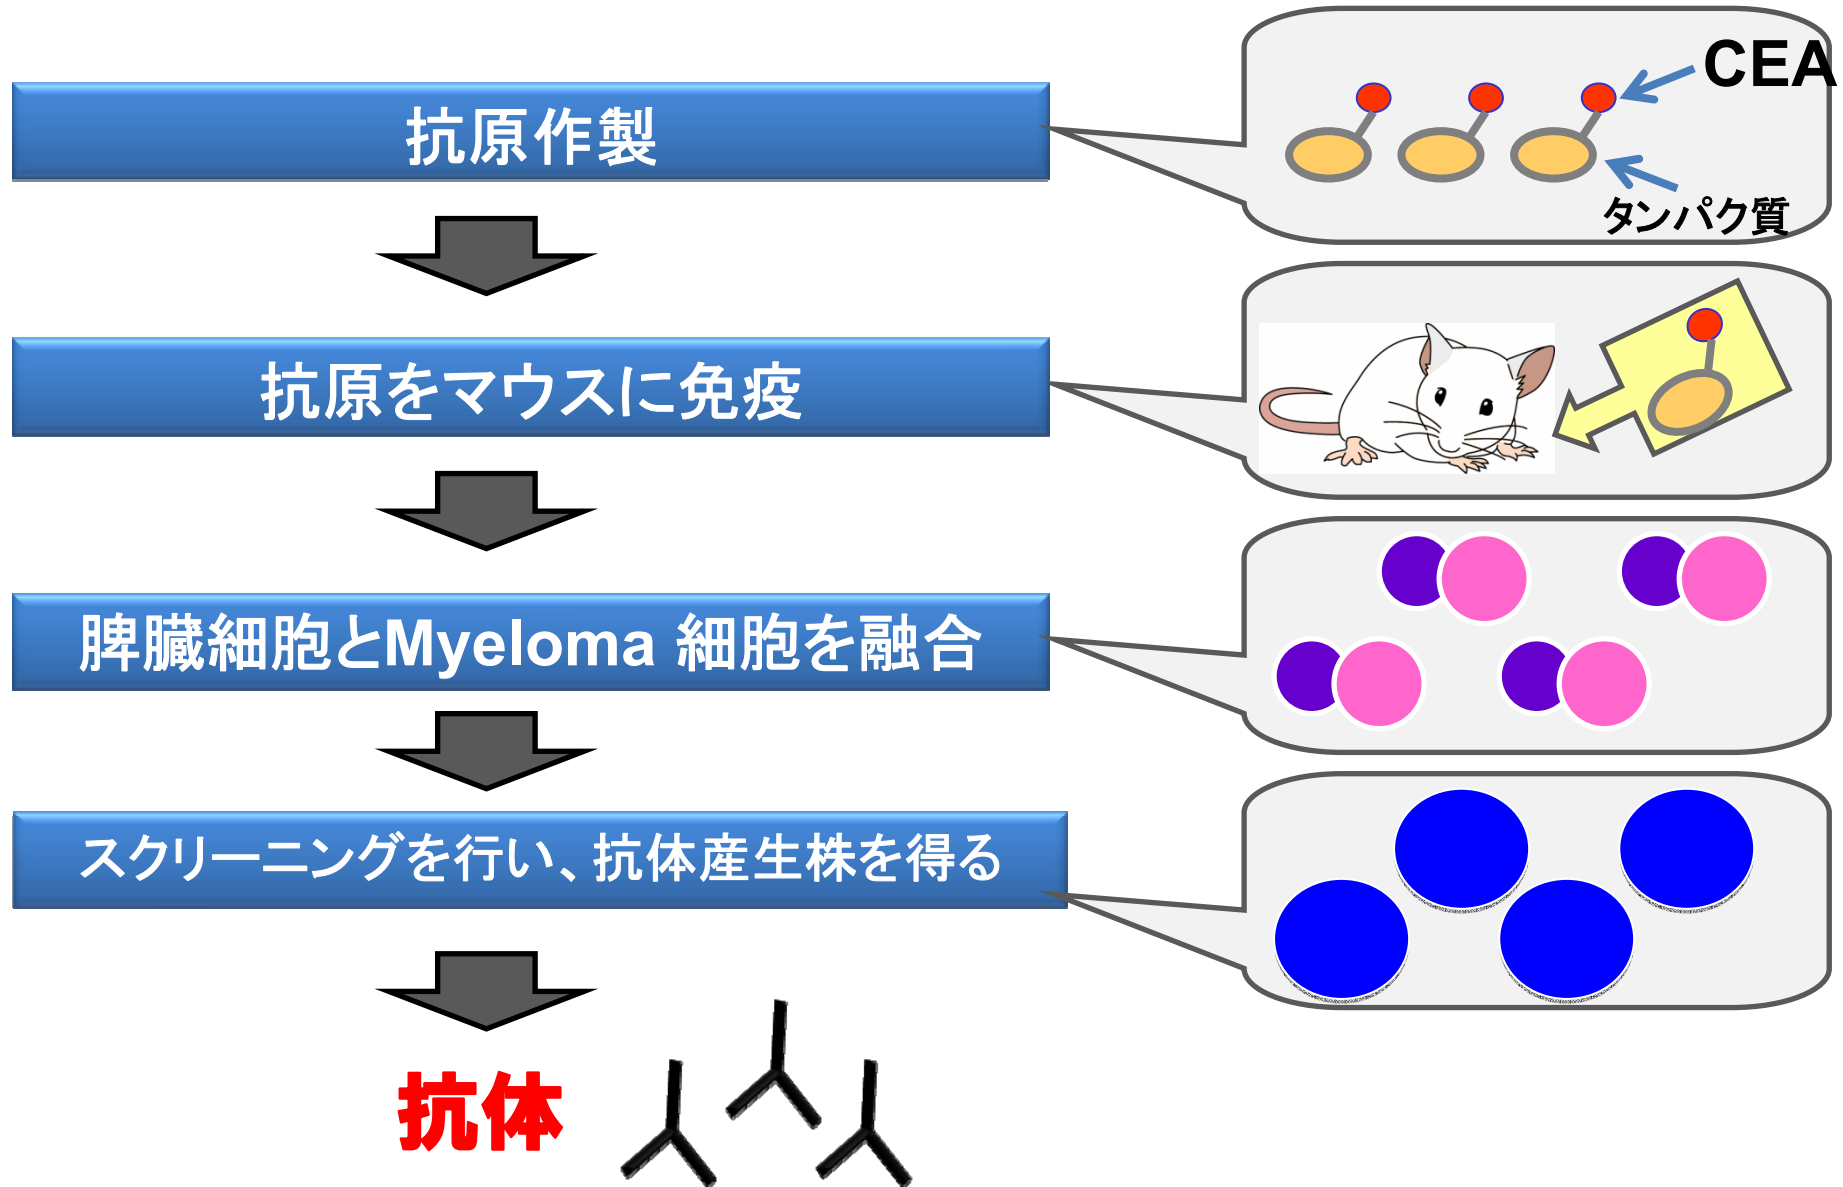 抗原作製
CEA
タンパク質
抗原をマウスに免疫
脾臓細胞とMyeloma 細胞を融合
スクリーニングを行い、抗体産生株を得る
抗体